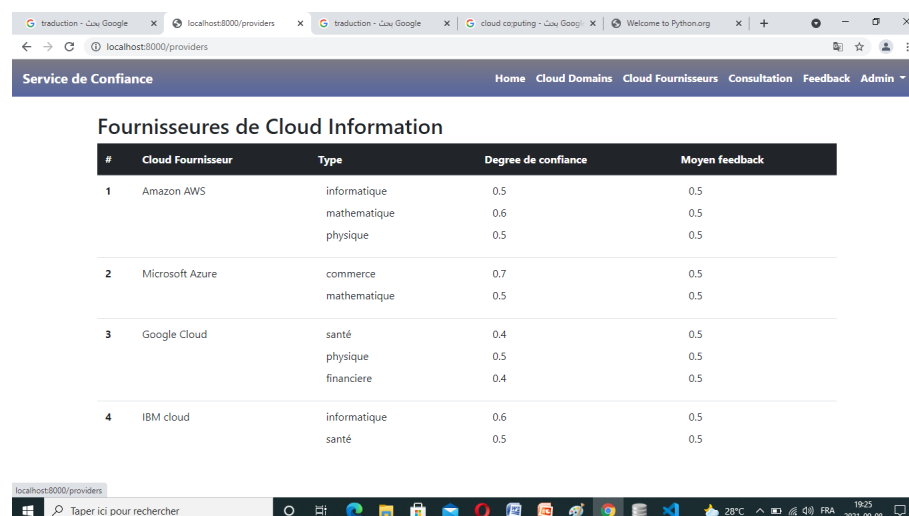 traduction - بحث Google
localhost:8000/providers
traduction - بحث Google
cloud co;puting - بحث Googl
Welcome to Python.org
localhost:8000/providers
Service de Confiance
Home Cloud Domains Cloud Fournisseurs Consultation Feedback Admin
Fournisseures de Cloud Information
# Cloud Fournisseur Type Degree de confiance Moyen feedback
1 Amazon AWS informatique 0.5 0.5
mathematique 0.6 0.5
physique 0.5 0.5
2 Microsoft Azure commerce 0.7 0.5
mathematique 0.5 0.5
3 Google Cloud santé 0.4 0.5
physique 0.5 0.5
financiere 0.4 0.5
4 IBM cloud informatique 0.6 0.5
santé 0.5 0.5
localhost:8000/providers
Taper ici pour rechercher
28°C FRA 19:25
2021-09-08